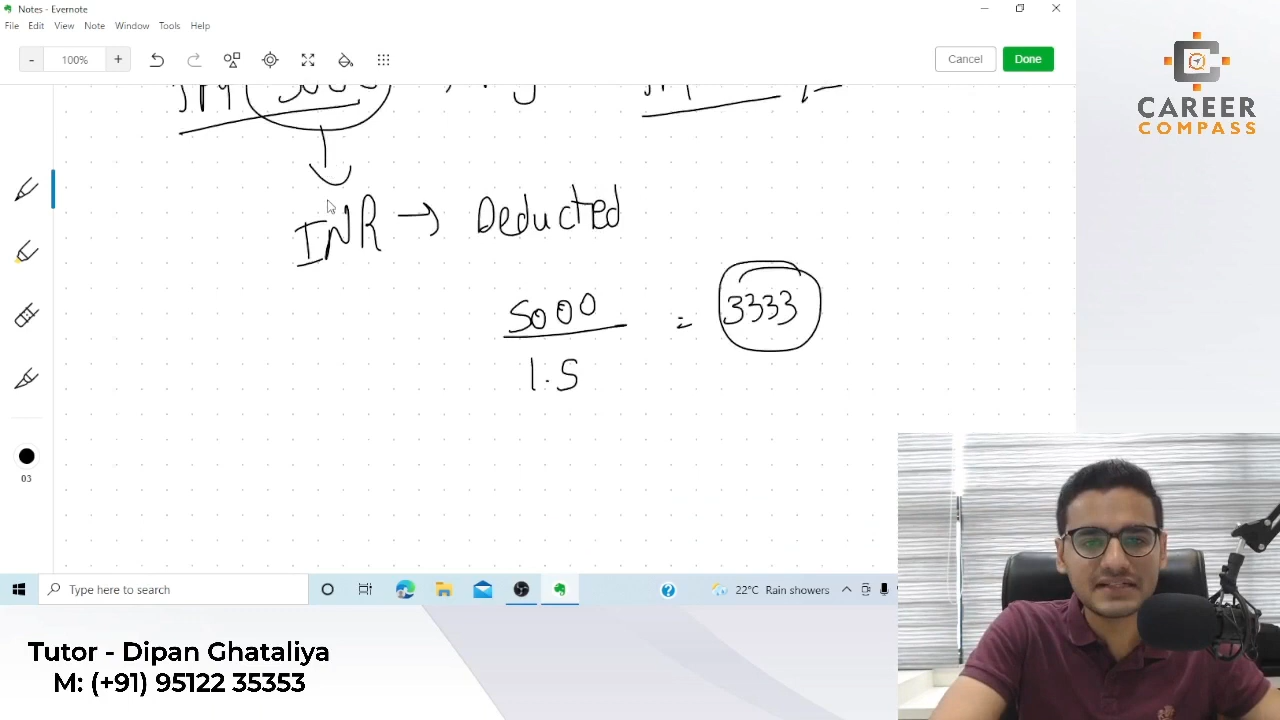 Notes - Evernote
File Edit View Note Window Tools Help
- 100% + Cancel Done
CAREER
COMPASS
INR → Deducted
5000 = 3333
1.5
03
Type here to search
22°C Rain showers
Tutor - Dipan Ghataliya
M: (+91) 95122 35353